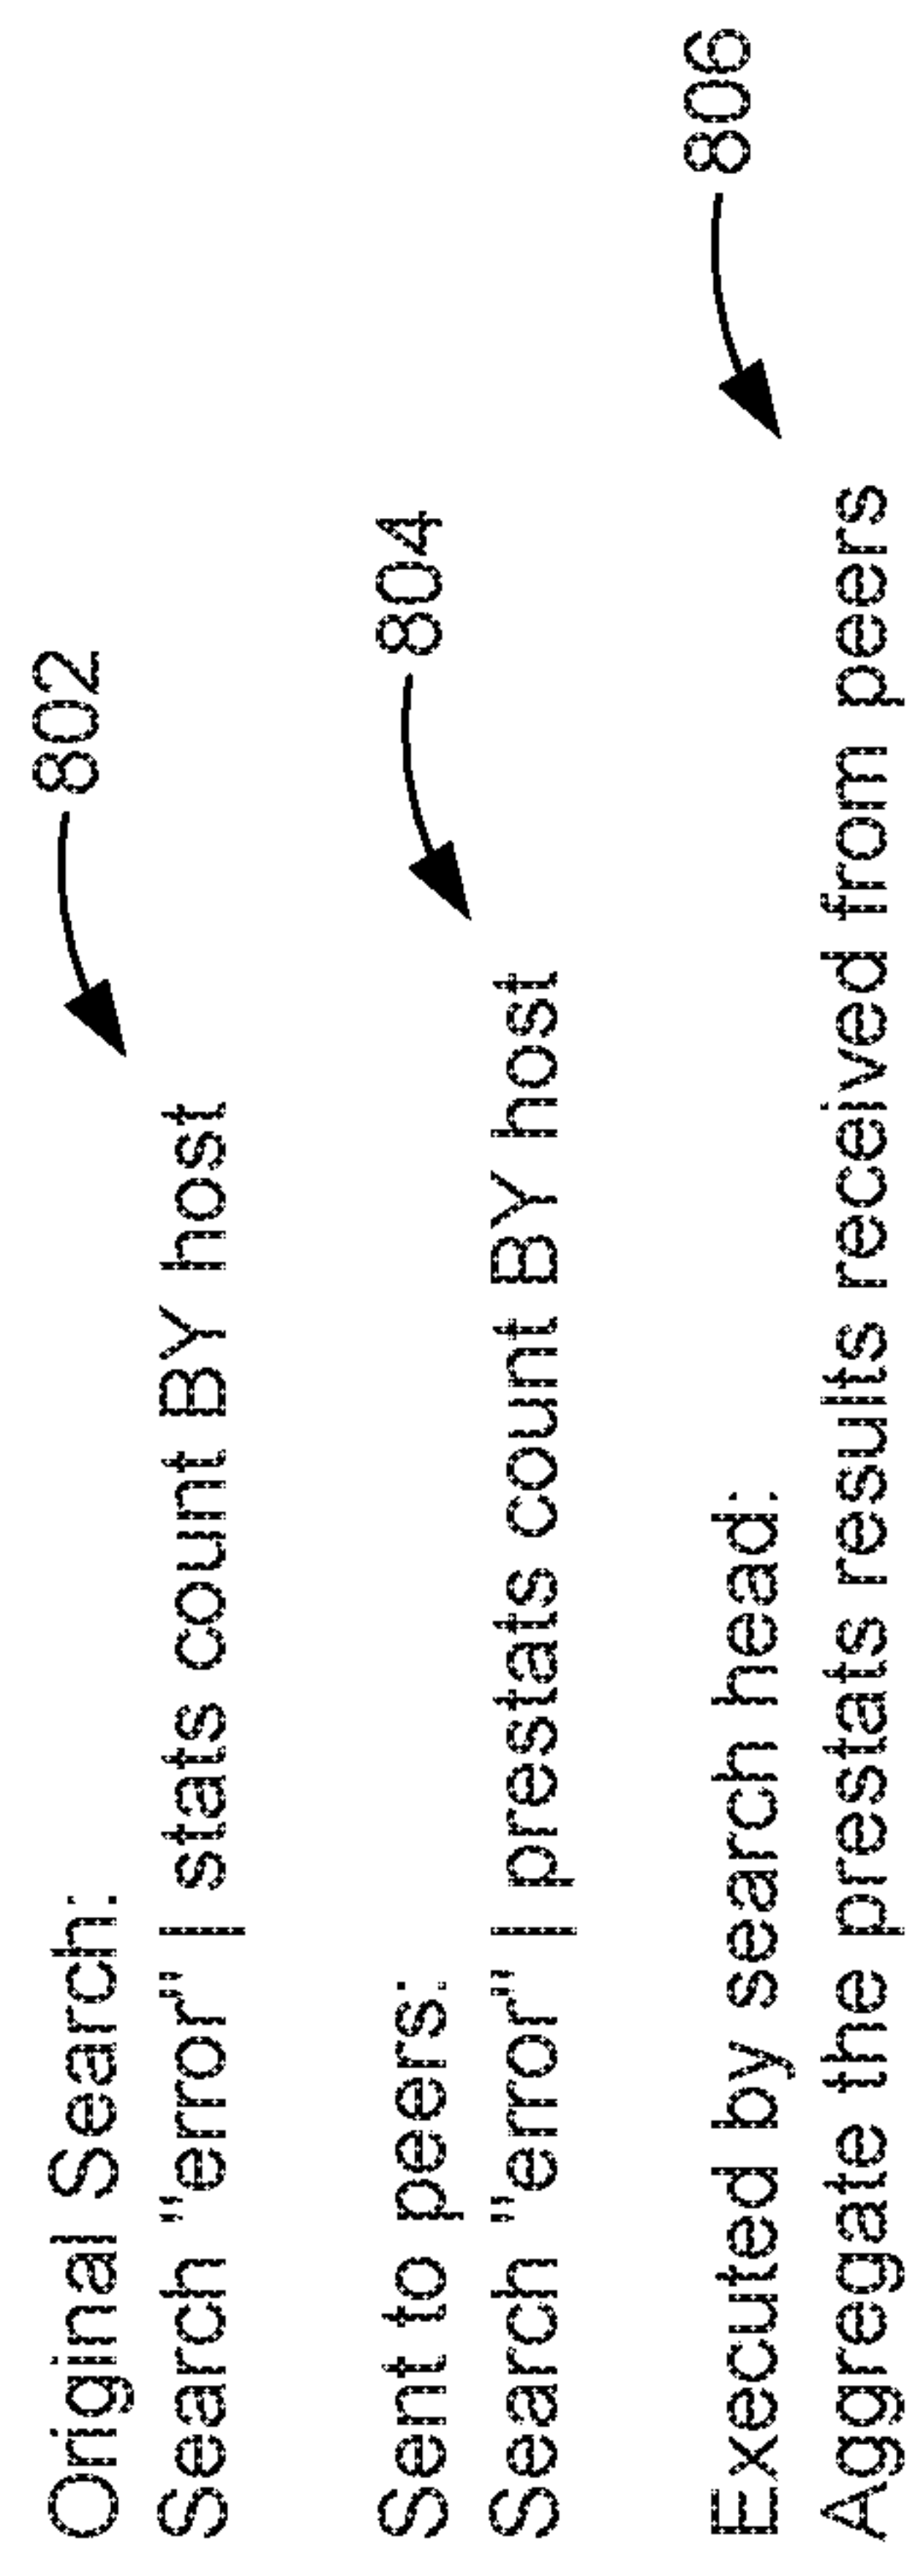 Original Search: 802
Search "error" | stats count BY host
Sent to peers: 804
Search "error" | prestats count BY host
Executed by search head: 806
Aggregate the prestats results received from peers